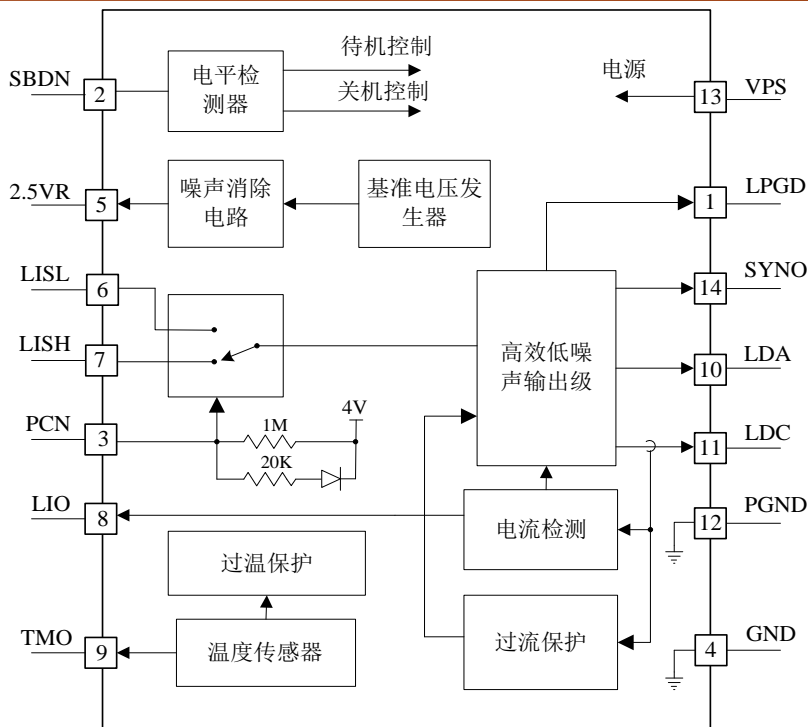 待机控制
SBDN
2
电平检
测器
关机控制
电源
13
VPS
2.5VR
5
噪声消除
电路
基准电压发
生器
1
LPGD
LISL
6
14
SYNO
LISH
7
高效低噪
声输出级
10
LDA
PCN
3
1M
4V
20K
11
LDC
LIO
8
电流检测
12
PGND
过温保护
TMO
9
温度传感器
过流保护
4
GND